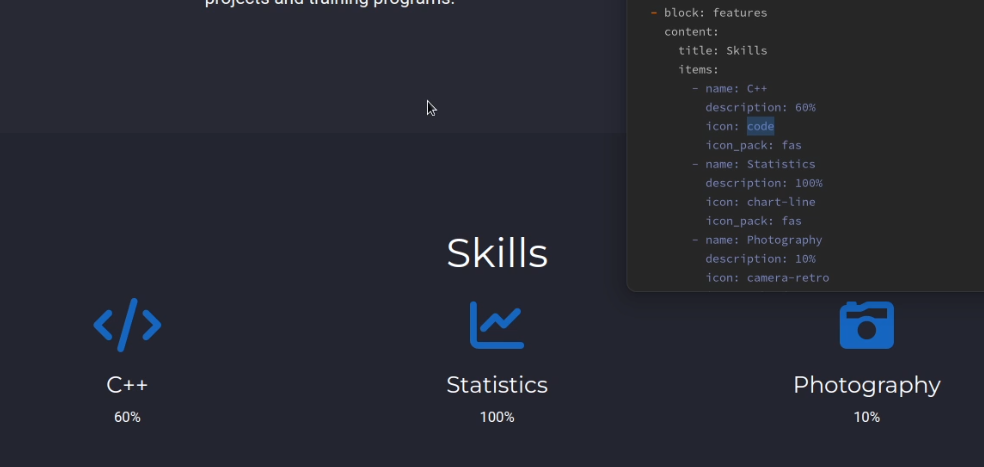 projects and training programs.
- block: features
content:
title: Skills
items:
- name: C++
description: 60%
icon: code
icon_pack: fas
- name: Statistics
description: 100%
icon: chart-line
icon_pack: fas
- name: Photography
description: 10%
icon: camera-retro
Skills
C++
Statistics
Photography
60%
100%
10%